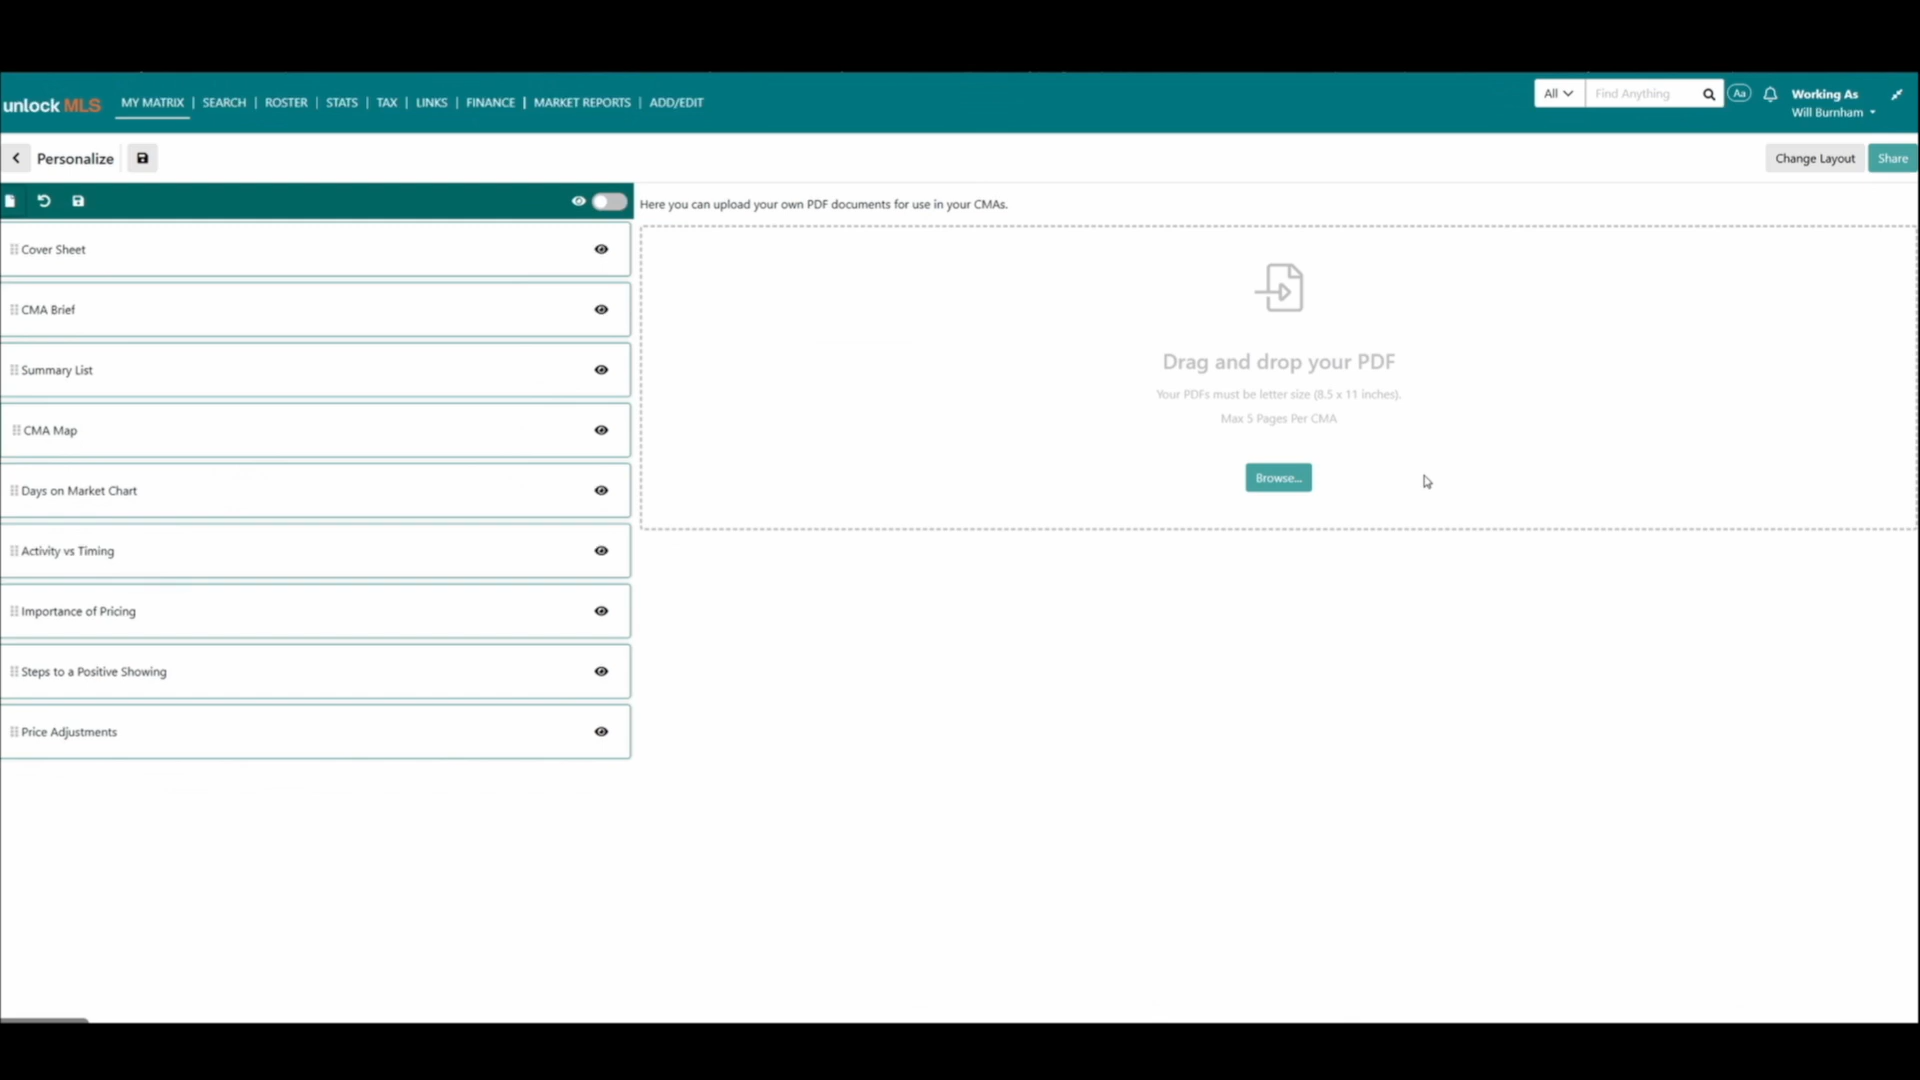 unlock MLS MY MATRIX | SEARCH | ROSTER | STATS | TAX | LINKS | FINANCE | MARKET REPORTS | ADD/EDIT All Find Anything Aa Working As
Will Burnham
Personalize Change Layout Share
Here you can upload your own PDF documents for use in your CMAs.
Cover Sheet
CMA Brief
Summary List
CMA Map
Days on Market Chart
Activity vs Timing
Importance of Pricing
Steps to a Positive Showing
Price Adjustments
Drag and drop your PDF
Your PDFs must be letter size (8.5 x 11 inches).
Max 5 Pages Per CMA
Browse...